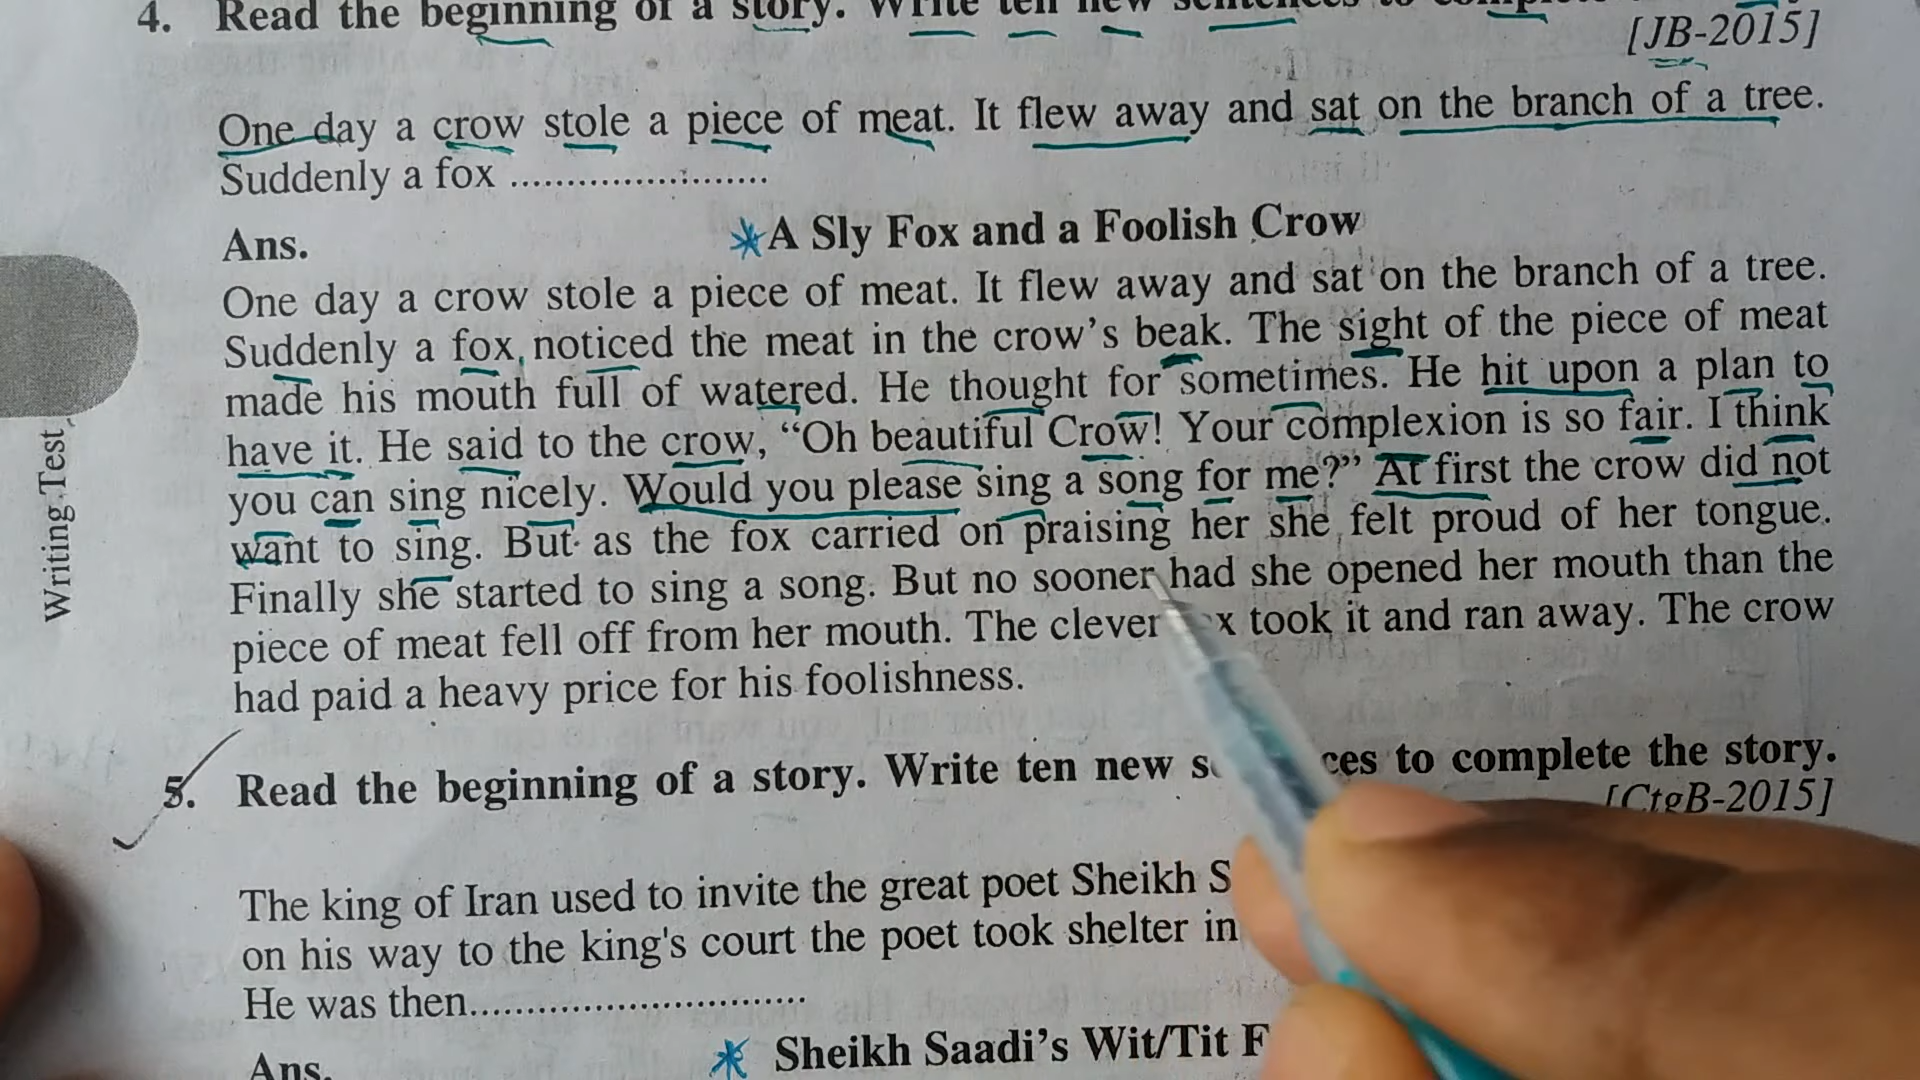 4. Read the beginning of a story. Write ten new sentences to
[JB-2015]
One day a crow stole a piece of meat. It flew away and sat on the branch of a tree.
Suddenly a fox ........................
Ans. *A Sly Fox and a Foolish Crow
One day a crow stole a piece of meat. It flew away and sat on the branch of a tree.
Suddenly a fox, noticed the meat in the crow's beak. The sight of the piece of meat
made his mouth full of watered. He thought for sometimes. He hit upon a plan to
have it. He said to the crow, “Oh beautiful Crow! Your complexion is so fair. I think
you can sing nicely. Would you please sing a song for me?” At first the crow did not
want to sing. But as the fox carried on praising her she felt proud of her tongue.
Finally she started to sing a song. But no sooner had she opened her mouth than the
piece of meat fell off from her mouth. The clever x took it and ran away. The crow
had paid a heavy price for his foolishness.
5. Read the beginning of a story. Write ten new s ces to complete the story.
[CtgB-2015]
The king of Iran used to invite the great poet Sheikh S
on his way to the king's court the poet took shelter in
He was then..............................
Ans. * Sheikh Saadi's Wit/Tit F
Writing Test